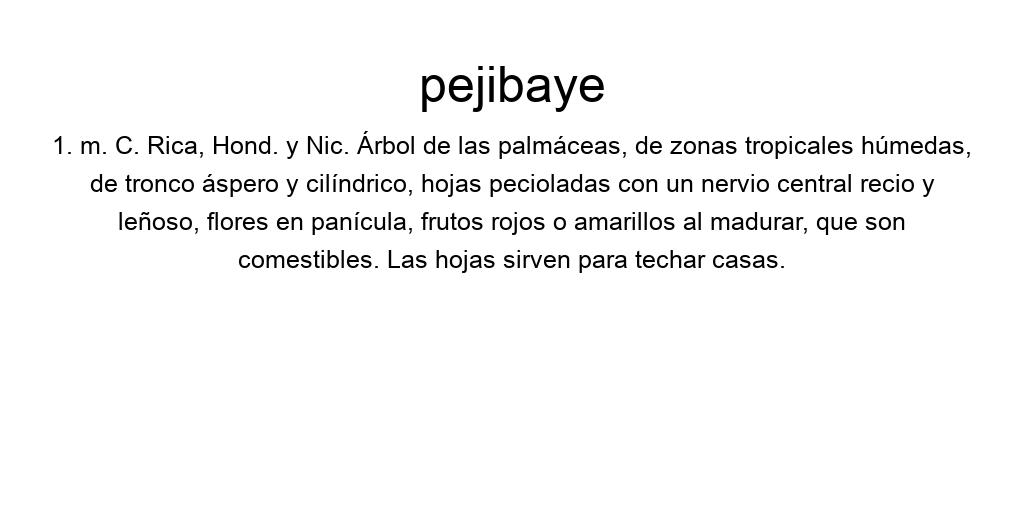 pejibaye
1. m. C. Rica, Hond. y Nic. Árbol de las palmáceas, de zonas tropicales húmedas,
de tronco áspero y cilíndrico, hojas pecioladas con un nervio central recio y
leñoso, flores en panícula, frutos rojos o amarillos al madurar, que son
comestibles. Las hojas sirven para techar casas.